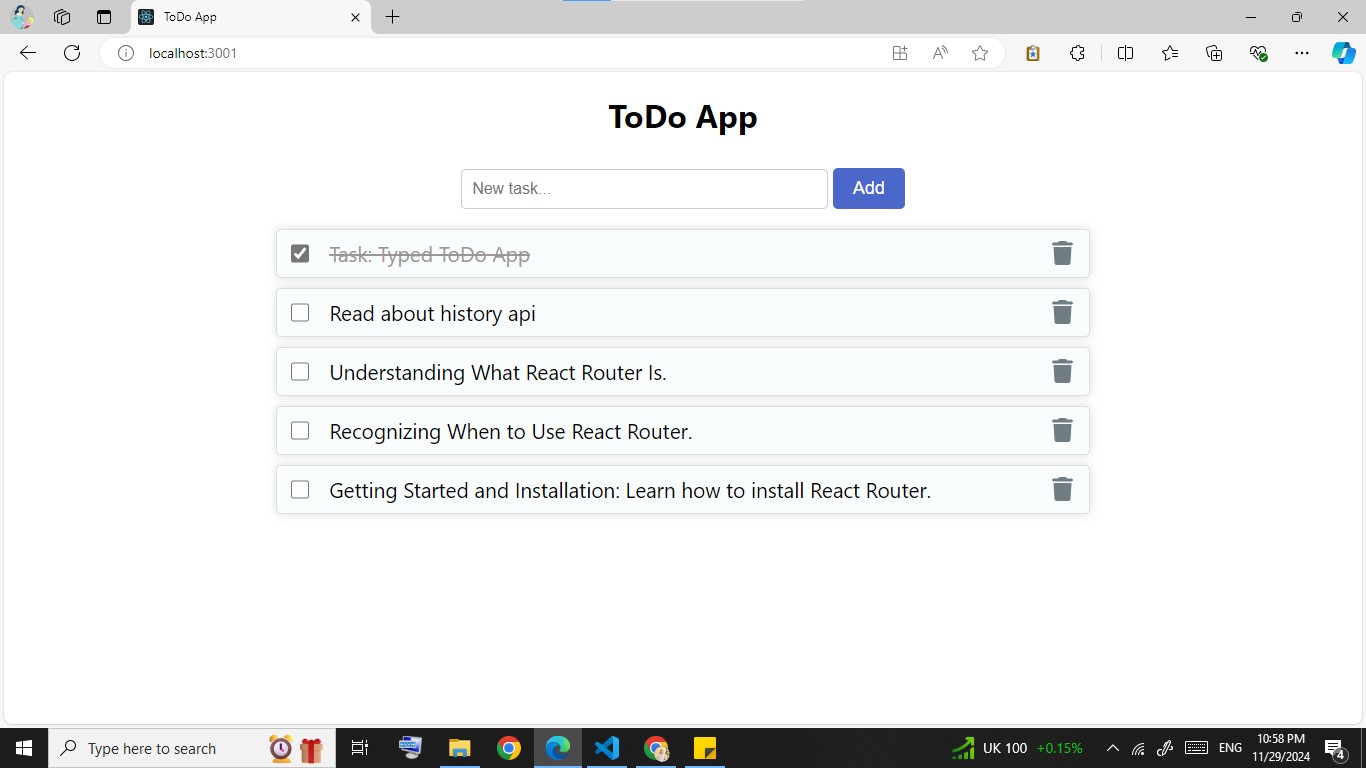 ToDo App
localhost:3001
ToDo App
New task...
Add
Task: Typed ToDo App
Read about history api
Understanding What React Router Is.
Recognizing When to Use React Router.
Getting Started and Installation: Learn how to install React Router.
Type here to search
UK 100 +0.15%
ENG
10:58 PM
11/29/2024
4